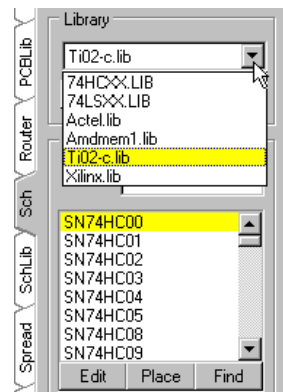 Library
Ti02-c.lib
74HCXX.LIB
74LSXX.LIB
Actel.lib
Amdmem1.lib
Ti02-c.lib
Xilinx.lib
SN74HC00
SN74HC01
SN74HC02
SN74HC03
SN74HC04
SN74HC05
SN74HC08
SN74HC09
Edit Place Find
PCBLib
Router
Sch
SchLib
Spread